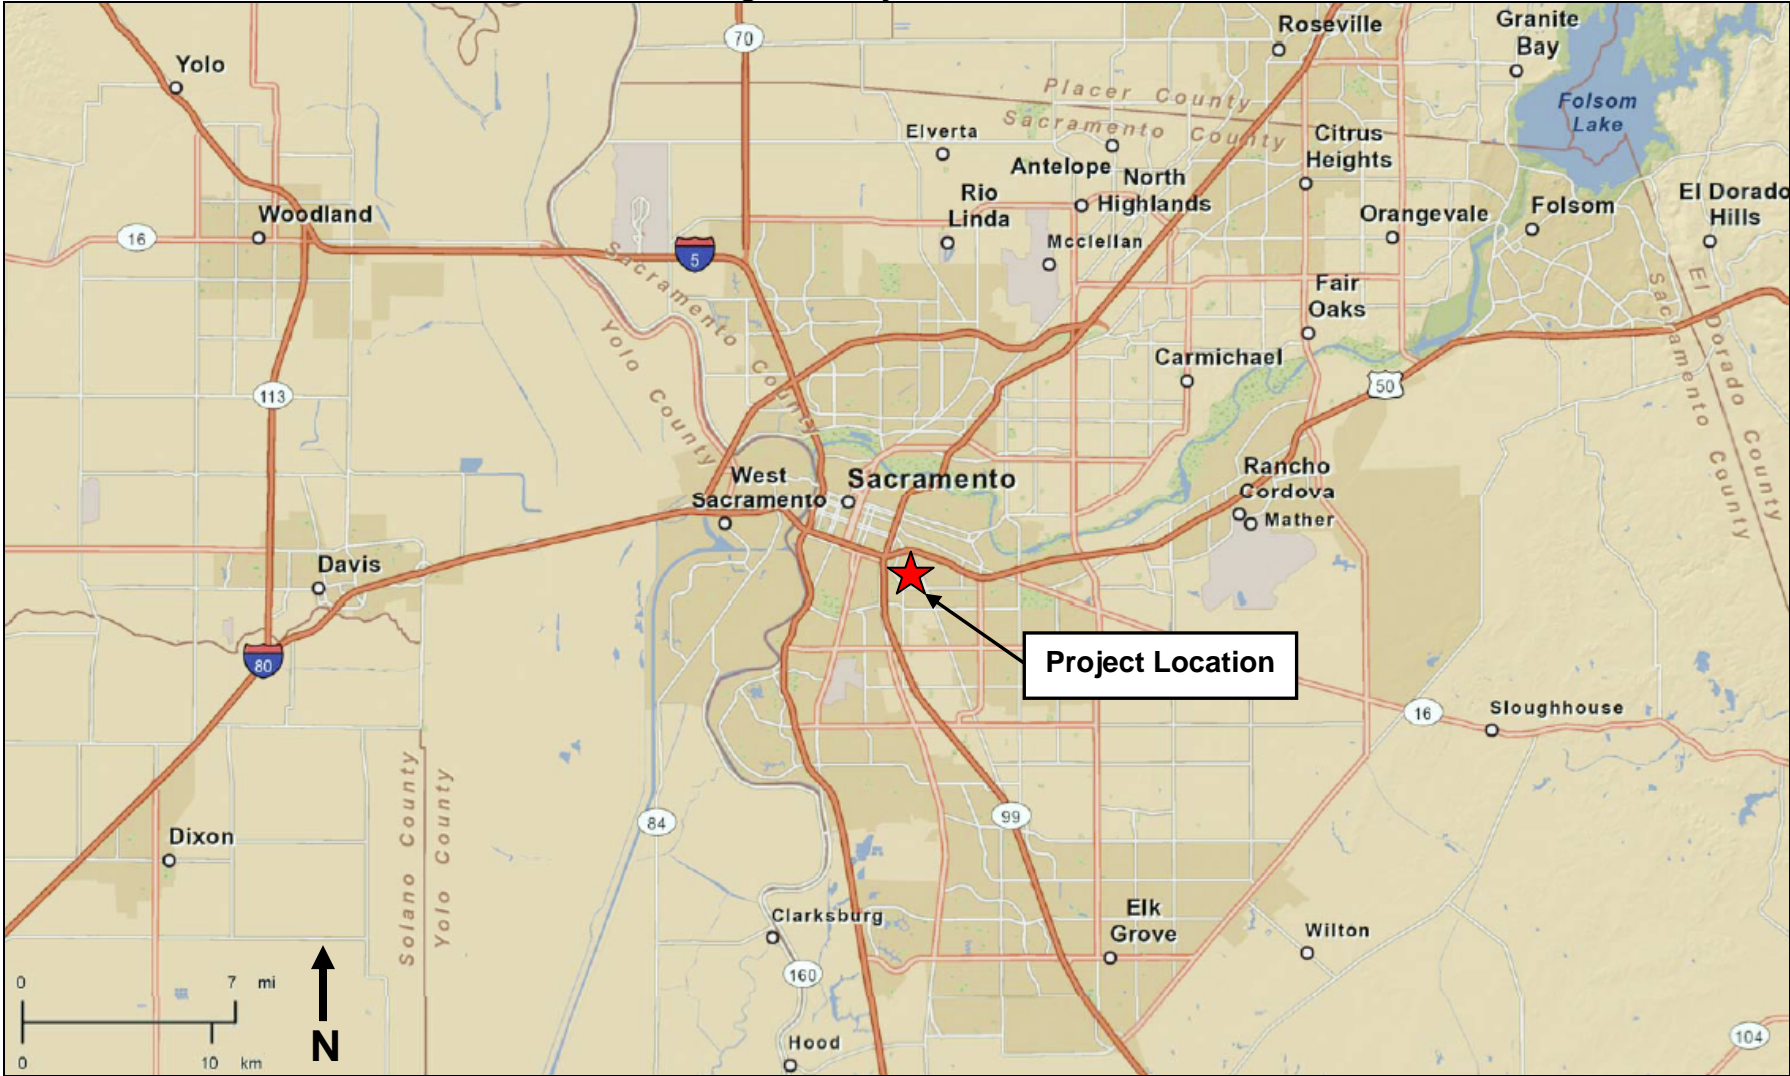 70
Roseville
Granite
Bay
Yolo
Folsom
Lake
Placer County
Sacramento County
Elverta
Citrus
Heights
Antelope
North
Highlands
Rio
Linda
El Dorado
Hills
Woodland
Orangevale
Folsom
16
Mcclellan
5
Sacramento County
Yolo County
Fair
Oaks
El Dorado County
Sacramento County
Carmichael
50
113
West
Sacramento
Sacramento
Rancho
Cordova
Mather
Davis
80
Project Location
16
Sloughhouse
Solano County
Yolo County
84
99
Dixon
Clarksburg
Elk
Grove
Wilton
160
0 7 mi
N
0 10 km
Hood
104